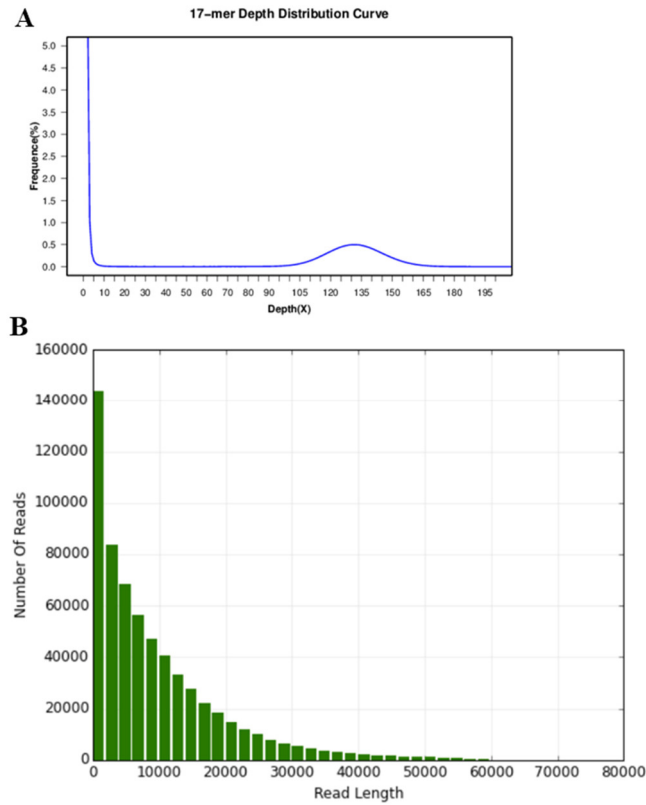 A
17-mer Depth Distribution Curve
5.0
4.5
4.0
3.5
3.0
2.5
2.0
1.5
1.0
0.5
0.0
Frequence(%)
0 10 20 30 40 50 60 70 80 90 105 120 135 150 165 180 195
Depth(X)
B
160000
140000
120000
100000
80000
60000
40000
20000
0
Number Of Reads
0 10000 20000 30000 40000 50000 60000 70000 80000
Read Length